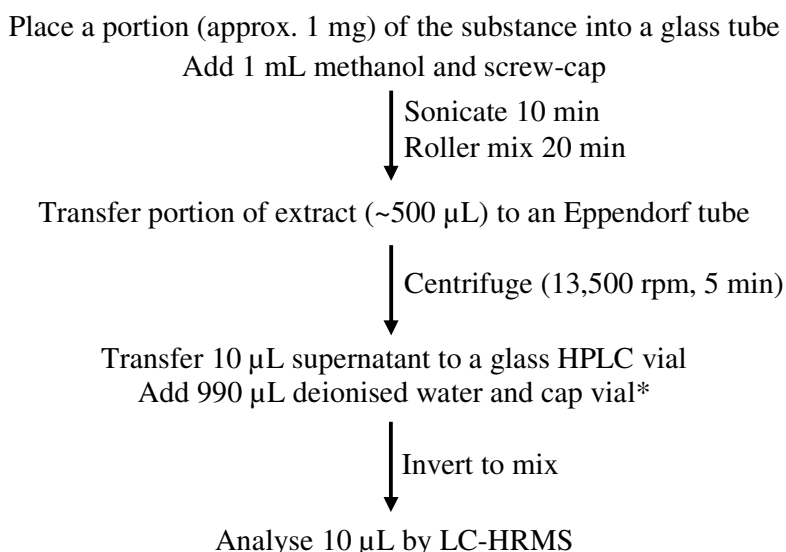 Place a portion (approx. 1 mg) of the substance into a glass tube
Add 1 mL methanol and screw-cap
Sonicate 10 min
Roller mix 20 min
Transfer portion of extract (~500 µL) to an Eppendorf tube
Centrifuge (13,500 rpm, 5 min)
Transfer 10 µL supernatant to a glass HPLC vial
Add 990 µL deionised water and cap vial*
Invert to mix
Analyse 10 µL by LC-HRMS